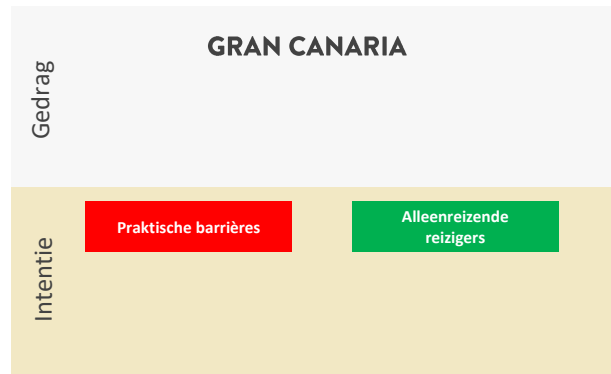 GRAN CANARIA
Gedrag
Praktische barrières
Alleenreizende
reizigers
Intentie